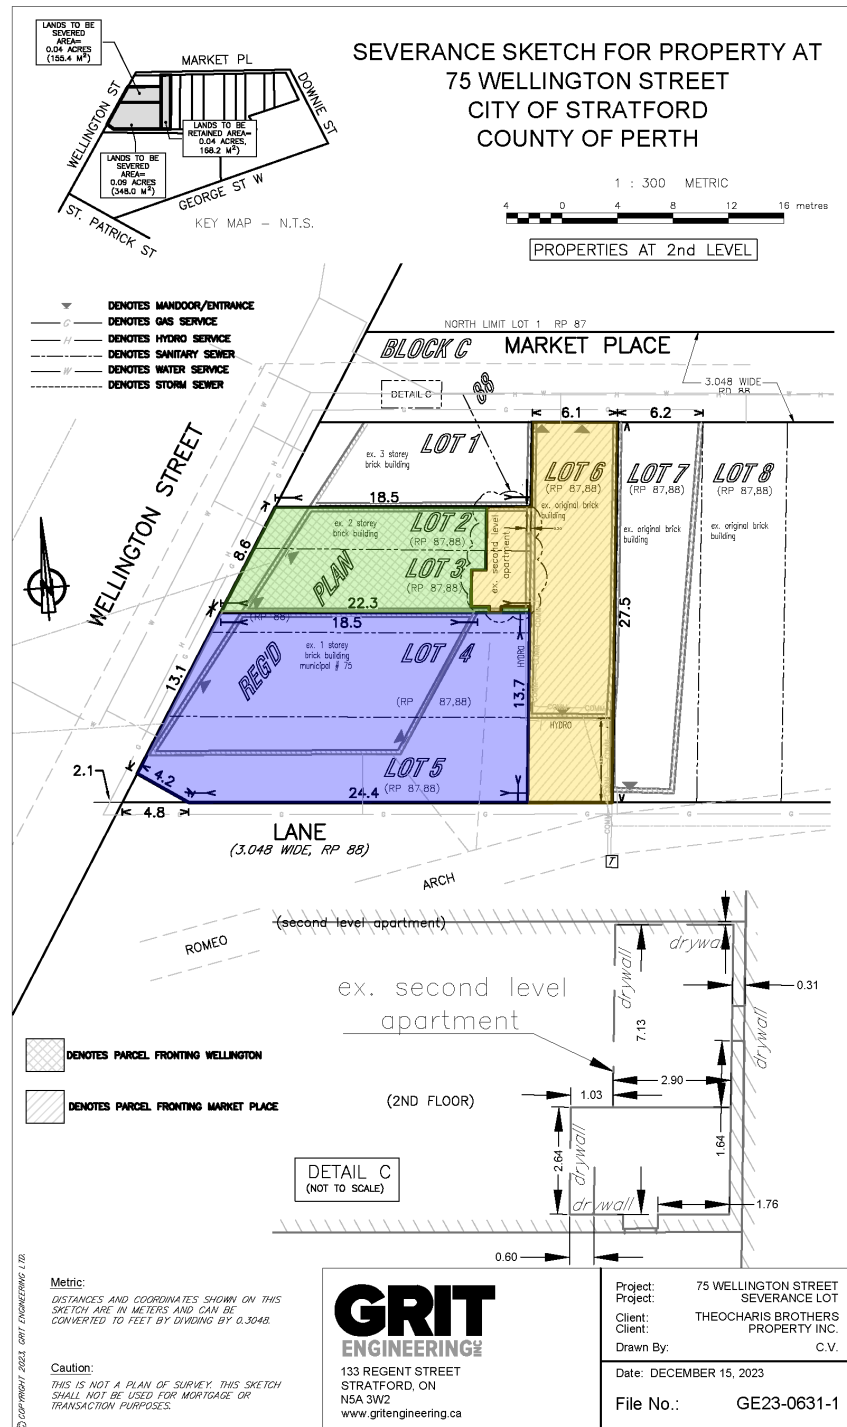 LANDS TO BE
SEVERED
AREA=
0.04 ACRES
(155.4 M²)
MARKET PL
WELLINGTON ST
DOWNIE ST
LANDS TO BE
RETAINED AREA=
0.04 ACRES,
168.2 M²)
LANDS TO BE
SEVERED
AREA=
0.09 ACRES
(348.0 M²)
GEORGE ST W
ST. PATRICK ST
KEY MAP - N.T.S.
SEVERANCE SKETCH FOR PROPERTY AT
75 WELLINGTON STREET
CITY OF STRATFORD
COUNTY OF PERTH
1 : 300 METRIC
4 0 4 8 12 16 metres
PROPERTIES AT 2nd LEVEL
DENOTES MANDOOR/ENTRANCE
G DENOTES GAS SERVICE
H DENOTES HYDRO SERVICE
DENOTES SANITARY SEWER
W DENOTES WATER SERVICE
DENOTES STORM SEWER
NORTH LIMIT LOT 1 RP 87
BLOCK C
MARKET PLACE
DETAIL C
88
3.048 WIDE
RP 88
6.1
6.2
WELLINGTON STREET
ex. 3 storey
brick building
LOT 1
LOT 6
(RP 87,88)
ex. original brick
building
LOT 7
(RP 87,88)
ex. original brick
building
LOT 8
(RP 87,88)
ex. original brick
building
18.5
ex. 2 storey
brick building
LOT 2
(RP 87,88)
LOT 3
(RP 87,88)
ex. second level
apartment
8.6
PLAN
22.3
(RP 88)
18.5
27.5
ex. 1 storey
brick building
municipal # 75
LOT 4
(RP 87,88)
HYDRO
13.1
REG'D
13.7
COMM
COMM
HYDRO
LOT 5
(RP 87,88)
2.1
4.2
24.4
4.8
COMM
LANE
(3.048 WIDE, RP 88)
T
ARCH
ROMEO
(second level apartment)
drywall
drywall
0.31
ex. second level
apartment
7.13
drywall
2.90
1.03
(2ND FLOOR)
1.64
2.64
drywall
drywall
1.76
0.60
DETAIL C
(NOT TO SCALE)
DENOTES PARCEL FRONTING WELLINGTON
DENOTES PARCEL FRONTING MARKET PLACE
© COPYRIGHT 2023, GRIT ENGINEERING LTD.
Metric:
DISTANCES AND COORDINATES SHOWN ON THIS
SKETCH ARE IN METERS AND CAN BE
CONVERTED TO FEET BY DIVIDING BY 0.3048.
Caution:
THIS IS NOT A PLAN OF SURVEY. THIS SKETCH
SHALL NOT BE USED FOR MORTGAGE OR
TRANSACTION PURPOSES.
GRIT
ENGINEERING INC
133 REGENT STREET
STRATFORD, ON
N5A 3W2
www.gritengineering.ca
Project: 75 WELLINGTON STREET
Project: SEVERANCE LOT
Client: THEOCHARIS BROTHERS
Client: PROPERTY INC.
Drawn By: C.V.
Date: DECEMBER 15, 2023
File No.: GE23-0631-1